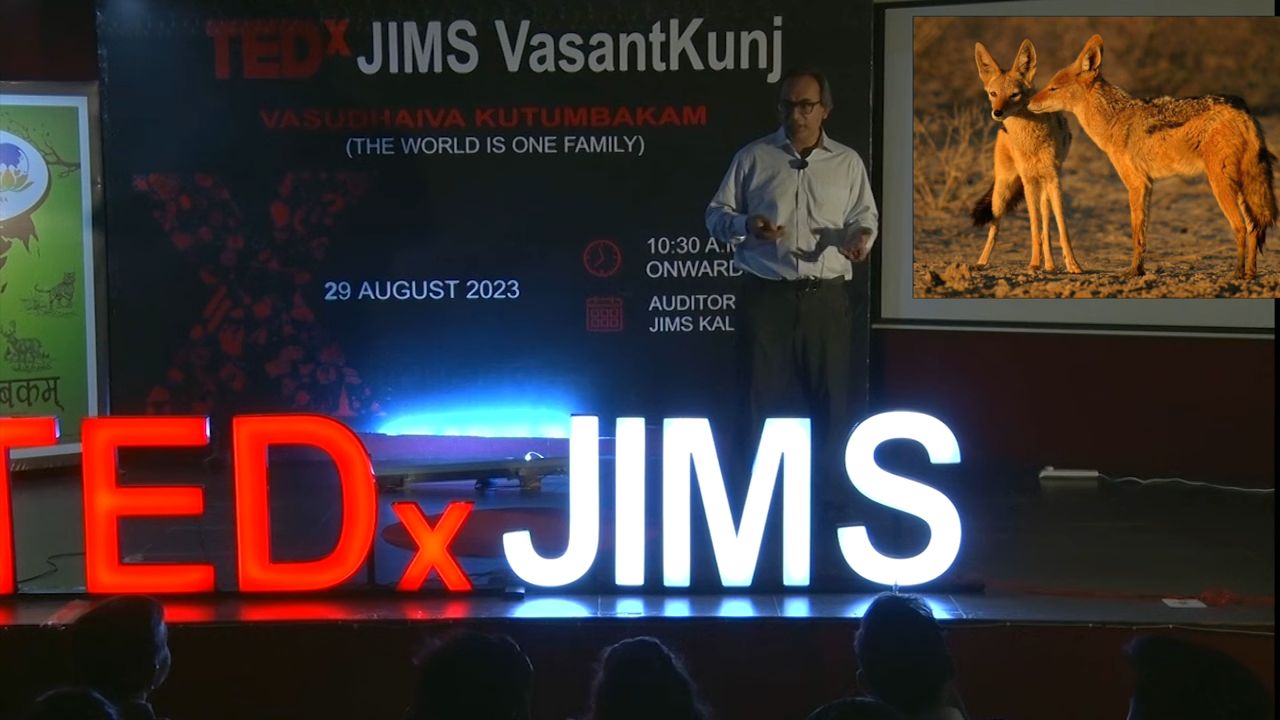 TEDx JIMS VasantKunj
VASUDHAIVA KUTUMBAKAM
(THE WORLD IS ONE FAMILY)
10:30 A.M
ONWARD
29 AUGUST 2023
AUDITOR
JIMS KAL
बकम्
TEDx JIMS